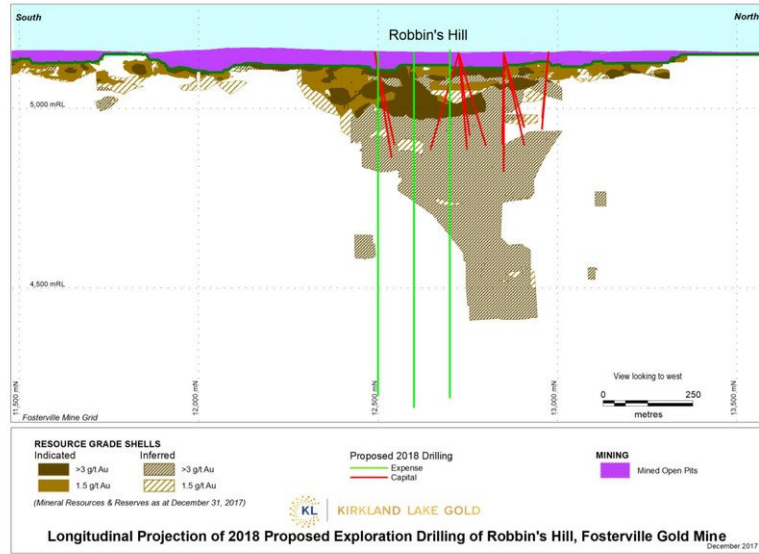 South
Robbin's Hill
North
5,000 mRL
4,500 mRL
11,500 mN
12,000 mN
12,500 mN
13,000 mN
13,500 mN
View looking to west
0 250
metres
Fosterville Mine Grid
RESOURCE GRADE SHELLS
Indicated Inferred
>3 g/t Au >3 g/t Au
1.5 g/t Au 1.5 g/t Au
(Mineral Resources & Reserves as at December 31, 2017)
Proposed 2018 Drilling
Expense
Capital
MINING
Mined Open Pits
KL KIRKLAND LAKE GOLD
Longitudinal Projection of 2018 Proposed Exploration Drilling of Robbin's Hill, Fosterville Gold Mine
December 2017